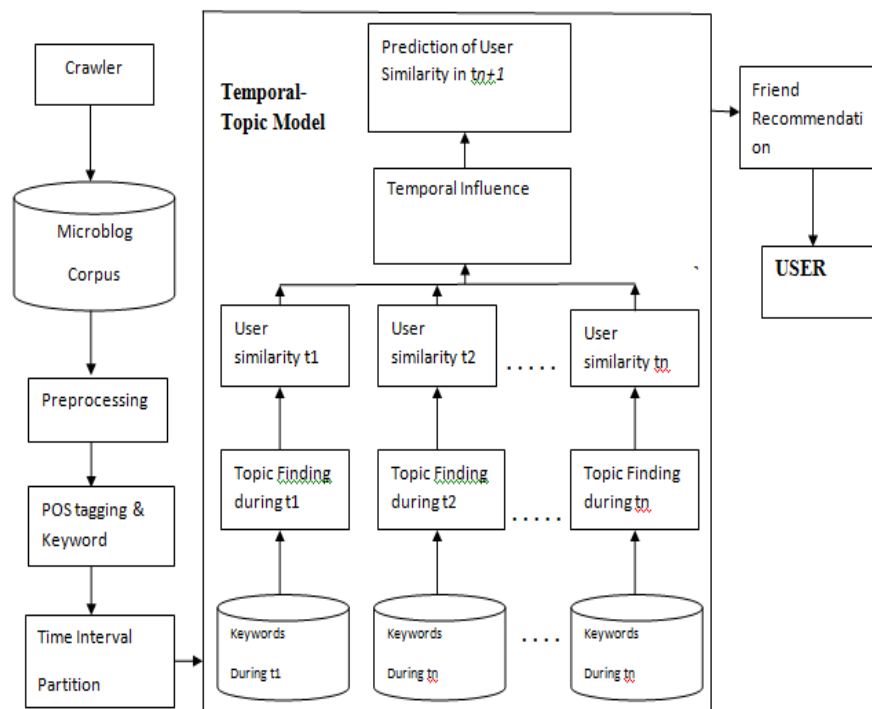 Crawler
Microblog
Corpus
Preprocessing
POS tagging &
Keyword
Time Interval
Partition
Temporal-
Topic Model
Prediction of User
Similarity in tn+1
Temporal Influence
User
similarity t1
User
similarity t2
. . . . .
User
similarity tn
Topic Finding
during t1
Topic Finding
during t2
. . . . .
Topic Finding
during tn
Keywords
During t1
Keywords
During tn
. . . .
Keywords
During tn
Friend
Recommendati
on
USER